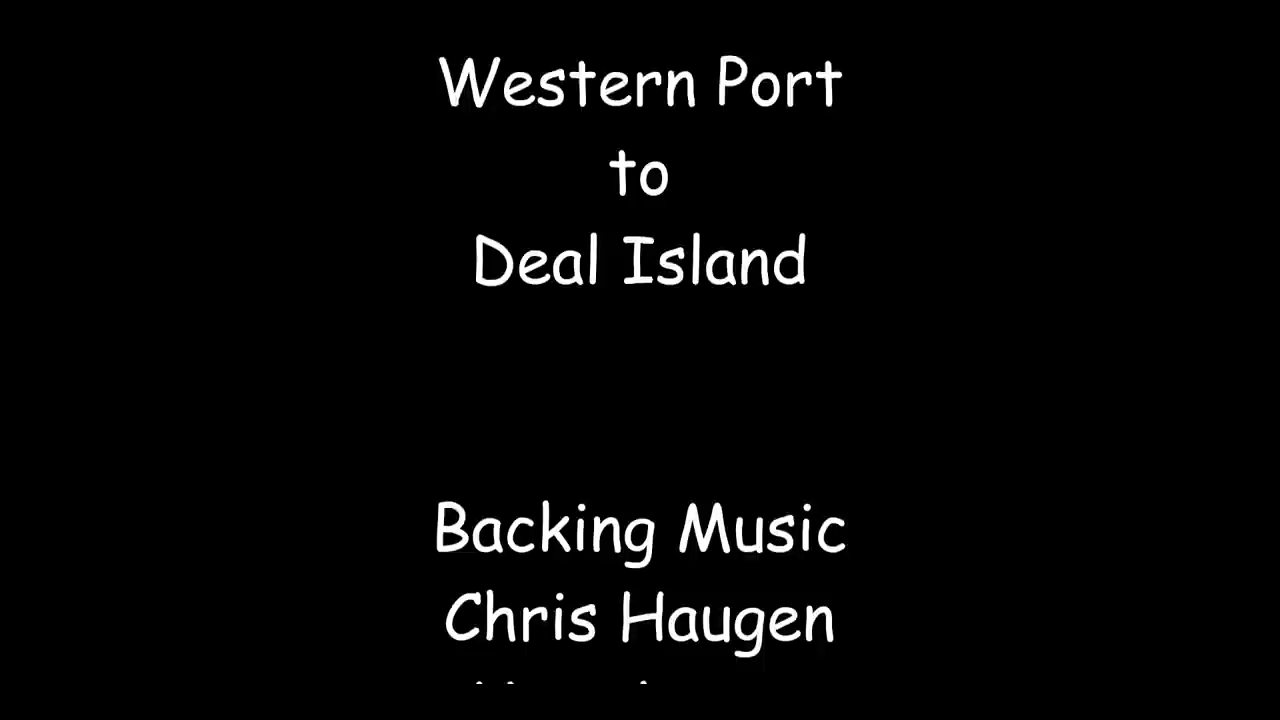 Western Port
to
Deal Island
Backing Music
Chris Haugen